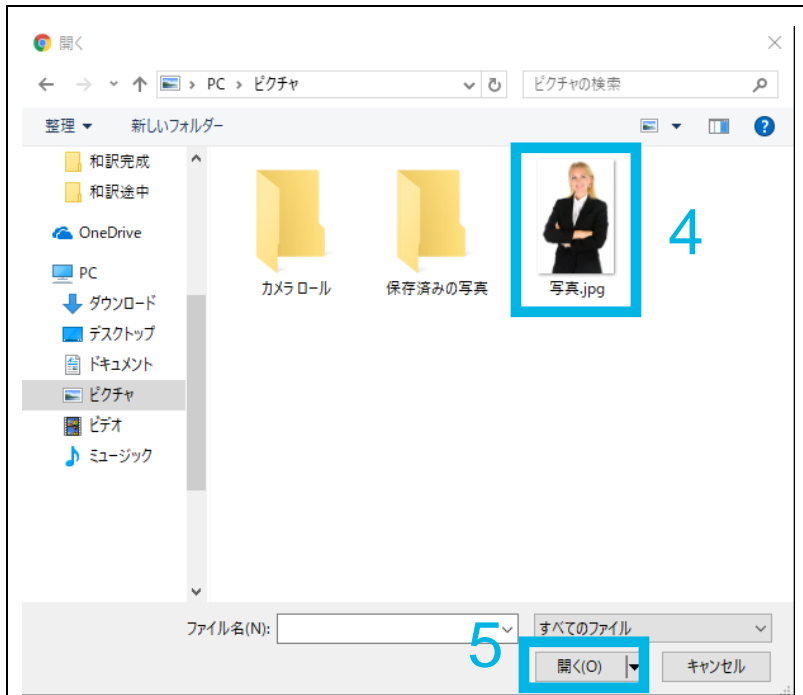 開く
PC › ピクチャ
ピクチャの検索
整理
新しいフォルダー
和訳完成
和訳途中
OneDrive
PC
ダウンロード
デスクトップ
ドキュメント
ピクチャ
ビデオ
ミュージック
カメラ ロール
保存済みの写真
写真.jpg
4
ファイル名(N):
すべてのファイル
5
開く(O)
キャンセル